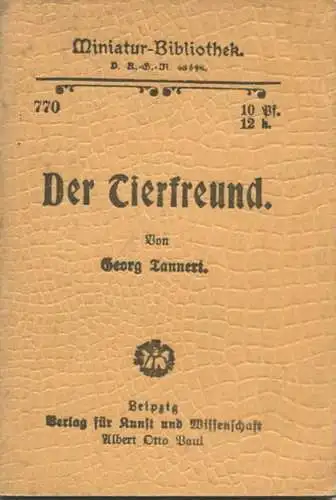 Miniatur-Bibliothek.
D. R.-G.-M.
770
10 Pf.
12 h.
Der Tierfreund.
Von
Georg Tannert.
Leipzig
Verlag für Kunst und Wissenschaft
Albert Otto Paul